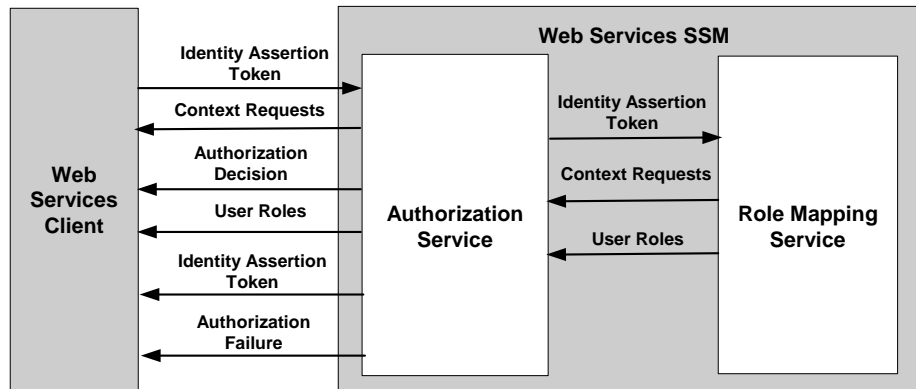 Web Services SSM
Identity Assertion
Token
Context Requests
Authorization
Decision
User Roles
Identity Assertion
Token
Authorization
Failure
Web
Services
Client
Authorization
Service
Identity Assertion
Token
Context Requests
User Roles
Role Mapping
Service